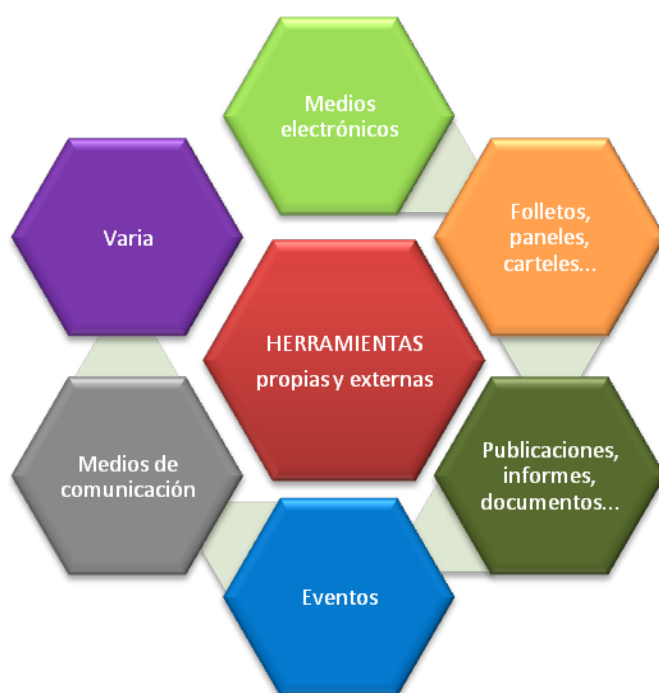 Medios
electrónicos
Folletos,
paneles,
carteles...
Varia
HERRAMIENTAS
propias y externas
Medios de
comunicación
Publicaciones,
informes,
documentos...
Eventos